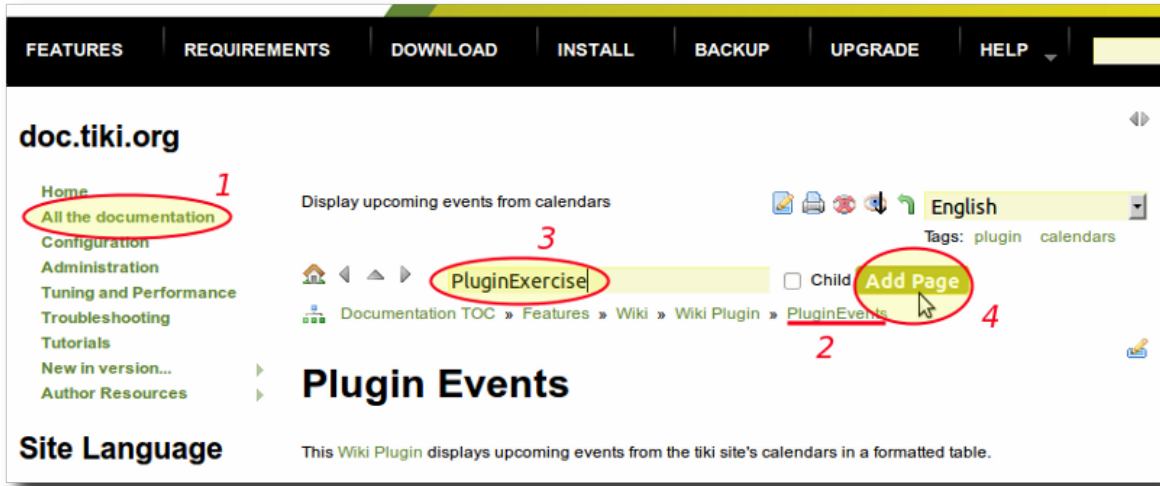 FEATURES REQUIREMENTS DOWNLOAD INSTALL BACKUP UPGRADE HELP
doc.tiki.org
1
Home
All the documentation
Configuration
Administration
Tuning and Performance
Troubleshooting
Tutorials
New in version...
Author Resources
Site Language
Display upcoming events from calendars
English
Tags: plugin calendars
3
PluginExercise
Child
Add Page
4
Documentation TOC » Features » Wiki » Wiki Plugin » PluginEvents
2
Plugin Events
This Wiki Plugin displays upcoming events from the tiki site's calendars in a formatted table.